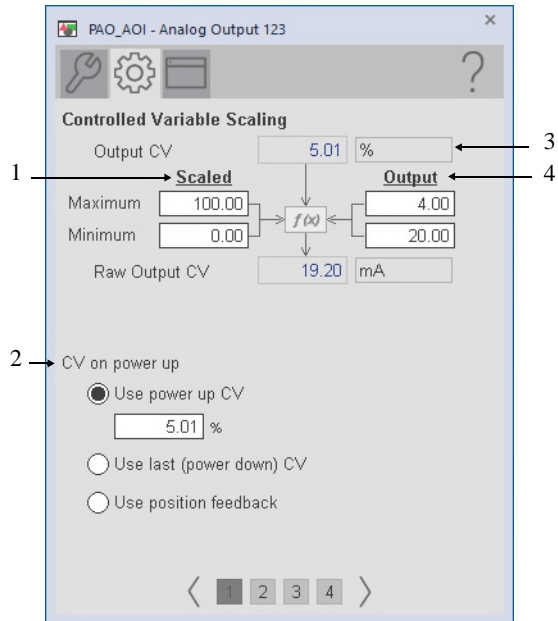 PAO_AOI - Analog Output 123 ×
?
Controlled Variable Scaling
Output CV 5.01 % 3
1 Scaled Output 4
Maximum 100.00 4.00
f(x)
Minimum 0.00 20.00
Raw Output CV 19.20 mA
2 CV on power up
Use power up CV
5.01 %
Use last (power down) CV
Use position feedback
1 2 3 4